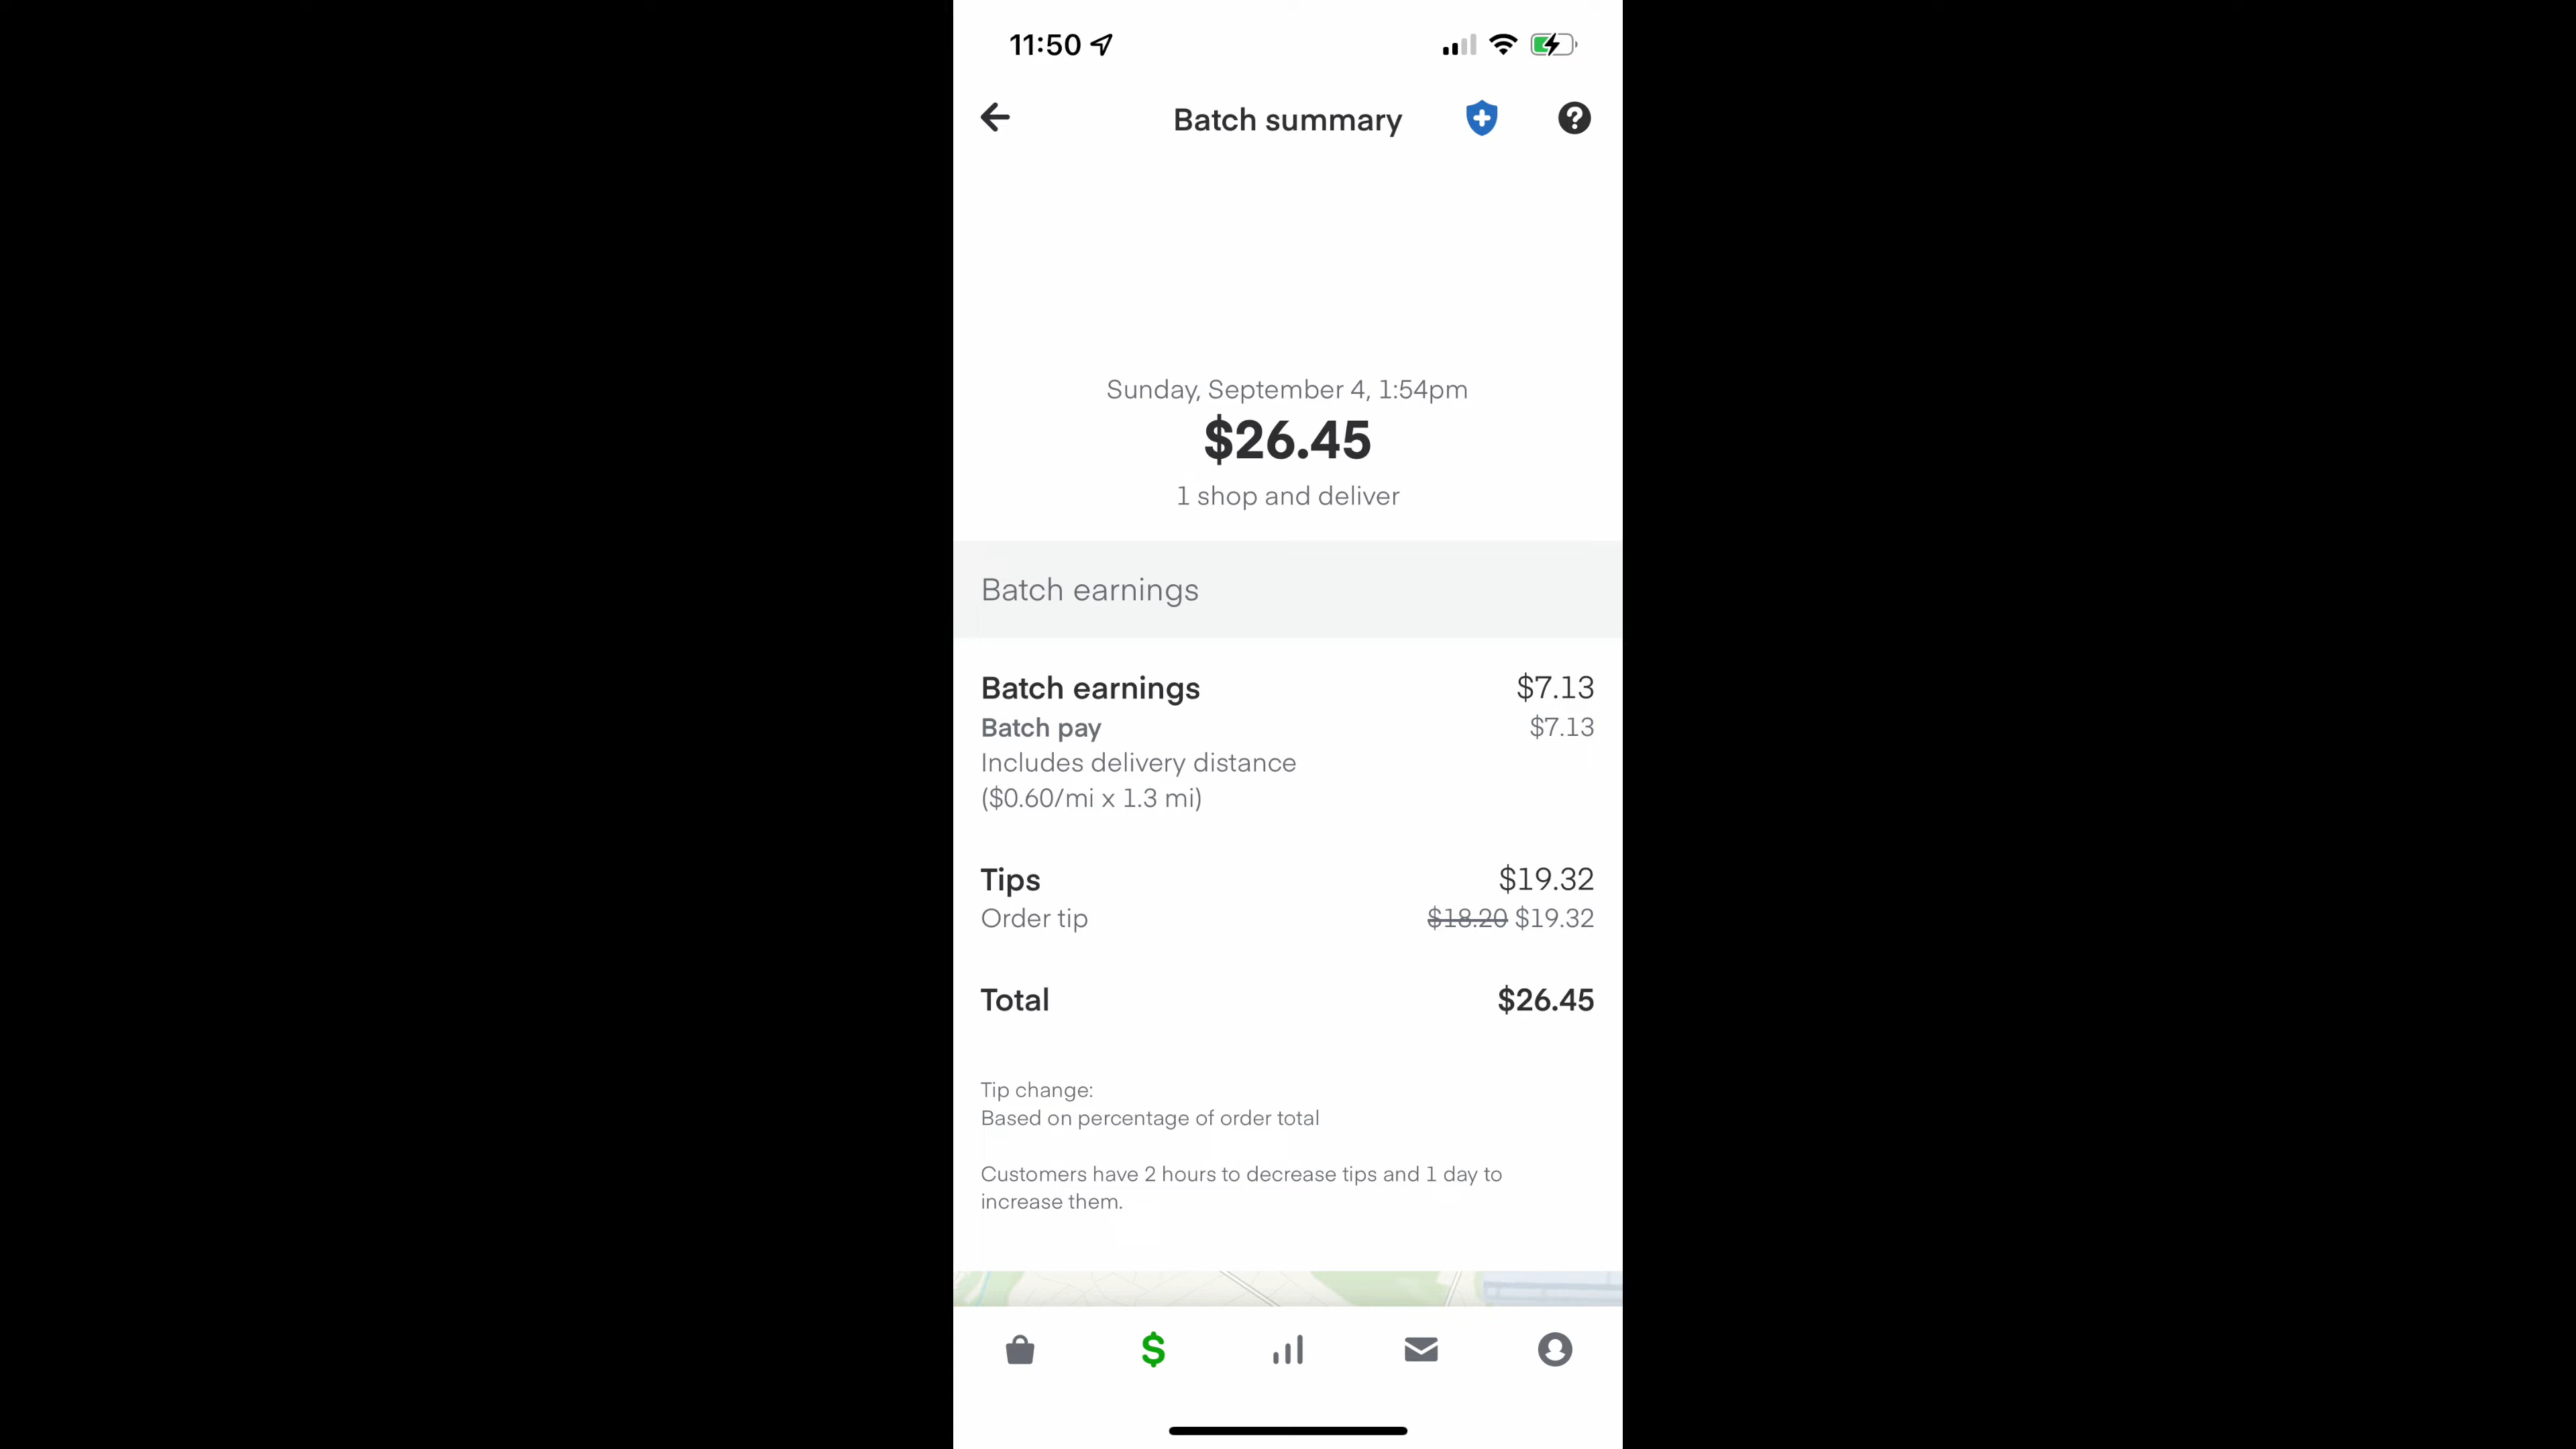 11:50
Batch summary
Sunday, September 4, 1:54pm
$26.45
1 shop and deliver
Batch earnings
Batch earnings $7.13
Batch pay $7.13
Includes delivery distance
($0.60/mi x 1.3 mi)
Tips $19.32
Order tip $18.20 $19.32
Total $26.45
Tip change:
Based on percentage of order total
Customers have 2 hours to decrease tips and 1 day to
increase them.